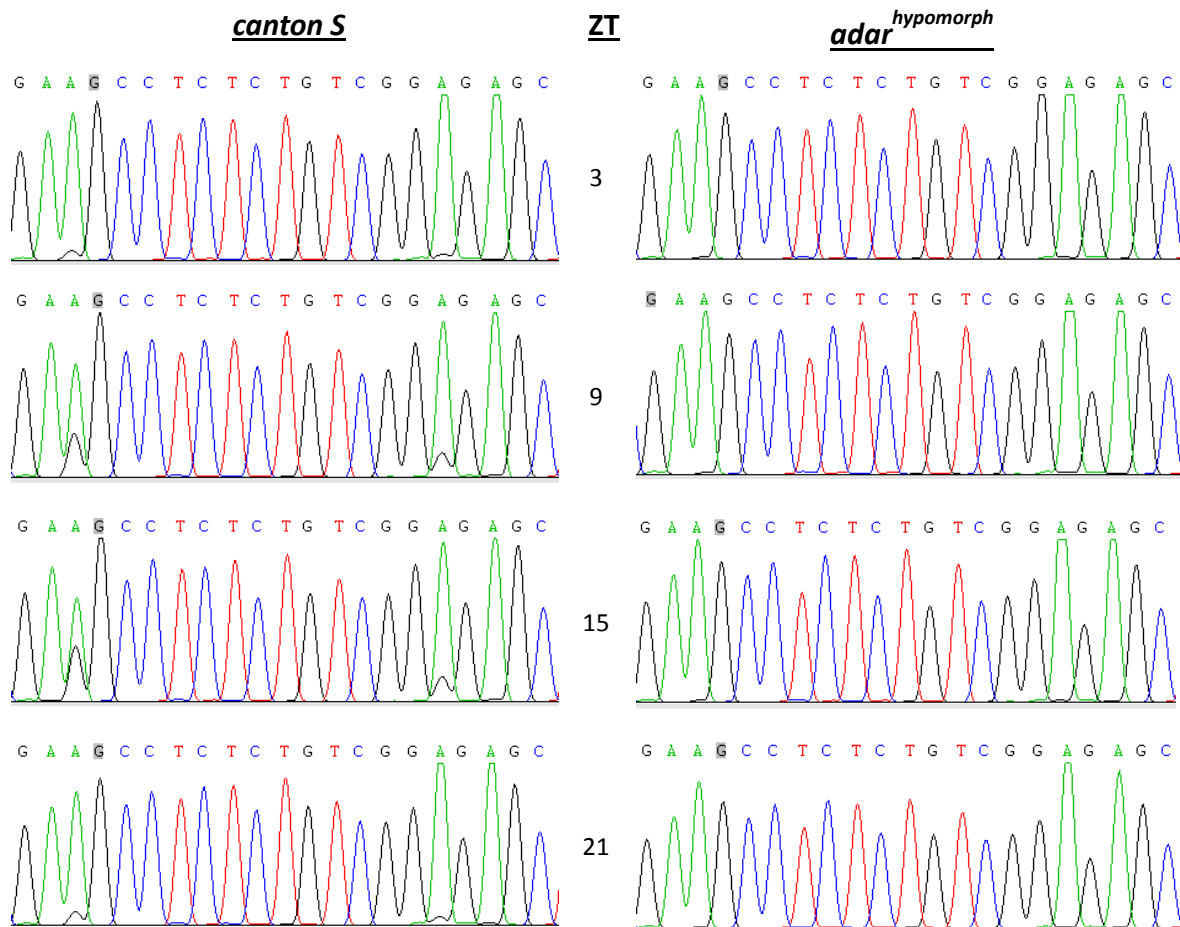 canton S ZT adar hypomorph
G A A G C C T C T C T G T C G G A G A G C G A A G C C T C T C T G T C G G A G A G C
3
G A A G C C T C T C T G T C G G A G A G C G A A G C C T C T C T G T C G G A G A G C
9
G A A G C C T C T C T G T C G G A G A G C G A A G C C T C T C T G T C G G A G A G C
15
G A A G C C T C T C T G T C G G A G A G C G A A G C C T C T C T G T C G G A G A G C
21